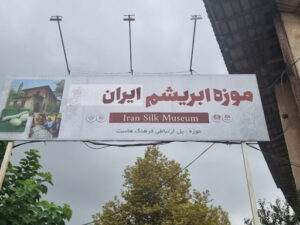 موزه ابریشم ایران
Iran Silk Museum
موزه، پل ارتباطی فرهنگ هاست